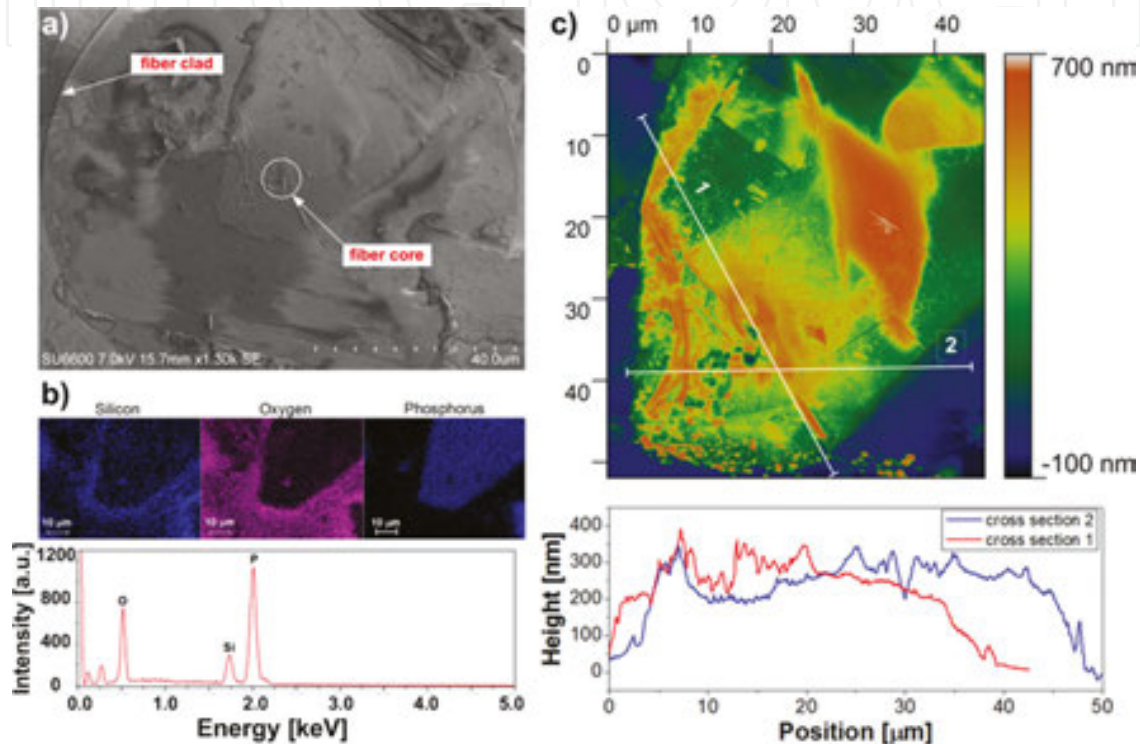 a)
fiber clad
fiber core
SU6600 7.0kV 15.7mm x1.30k SE
40.0um
b)
Silicon Oxygen Phosphorus
10 µm 10 µm 10 µm
Intensity [a.u.]
1200
800
400
0
O Si P
0.0 1.0 2.0 3.0 4.0 5.0
Energy [keV]
c)
0 µm 10 20 30 40
0
10
20
30
40
1
2
700 nm
-100 nm
Height [nm]
400
300
200
100
0
cross section 2
cross section 1
0 10 20 30 40 50
Position [µm]